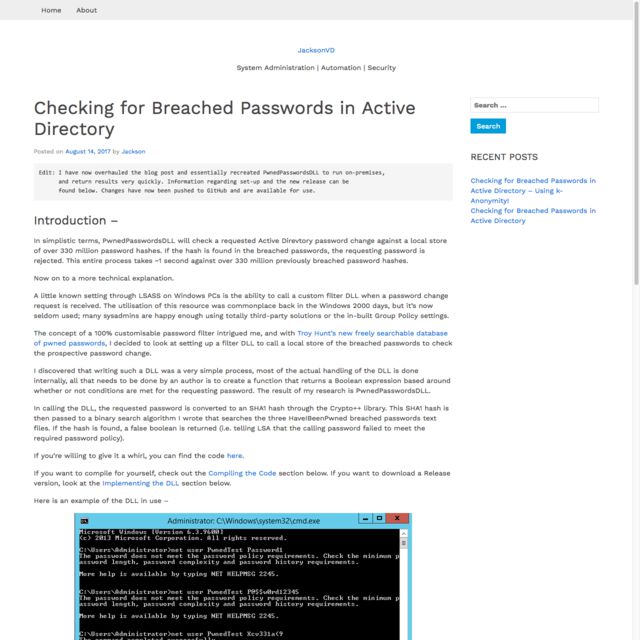 Home About
JacksonVD
System Administration | Automation | Security
Checking for Breached Passwords in Active
Directory
Posted on August 14, 2017 by Jackson
Edit: I have now overhauled the blog post and essentially recreated PwnedPasswordsDLL to run on-premises,
and return results very quickly. Information regarding set-up and the new release can be
found below. Changes have now been pushed to GitHub and are available for use.
Introduction –
In simplistic terms, PwnedPasswordsDLL will check a requested Active Direvtory password change against a local store
of over 330 million password hashes. If the hash is found in the breached passwords, the requesting password is
rejected. This entire process takes ~1 second against over 330 million previously breached password hashes.
Now on to a more technical explanation.
A little known setting through LSASS on Windows PCs is the ability to call a custom filter DLL when a password change
request is received. The utilisation of this resource was commonplace back in the Windows 2000 days, but it's now
seldom used; many sysadmins are happy enough using totally third-party solutions or the in-built Group Policy settings.
The concept of a 100% customisable password filter intrigued me, and with Troy Hunt's new freely searchable database
of pwned passwords, I decided to look at setting up a filter DLL to call a local store of the breached passwords to check
the prospective password change.
I discovered that writing such a DLL was a very simple process, most of the actual handling of the DLL is done
internally, all that needs to be done by an author is to create a function that returns a Boolean expression based around
whether or not conditions are met for the requesting password. The result of my research is PwnedPasswordsDLL.
In calling the DLL, the requested password is converted to an SHA1 hash through the Crypto++ library. This SHA1 hash is
then passed to a binary search algorithm I wrote that searches the three HaveIBeenPwned breached passwords text
files. If the hash is found, a false boolean is returned (i.e. telling LSA that the calling password failed to meet the
required password policy).
If you're willing to give it a whirl, you can find the code here.
If you want to compile for yourself, check out the Compiling the Code section below. If you want to download a Release
version, look at the Implementing the DLL section below.
Here is an example of the DLL in use –
Administrator: C:\Windows\system32\cmd.exe
Microsoft Windows [Version 6.3.9600]
(c) 2013 Microsoft Corporation. All rights reserved.
C:\Users\Administrator>net user PwnedTest Password1
The password does not meet the password policy requirements. Check the minimum p
assword length, password complexity and password history requirements.
More help is available by typing NET HELPMSG 2245.
C:\Users\Administrator>net user PwnedTest P0$$w0rd12345
The password does not meet the password policy requirements. Check the minimum p
assword length, password complexity and password history requirements.
More help is available by typing NET HELPMSG 2245.
C:\Users\Administrator>net user PwnedTest Xcv331a(9
Search ...
Search
RECENT POSTS
Checking for Breached Passwords in
Active Directory – Using k-
Anonymity!
Checking for Breached Passwords in
Active Directory